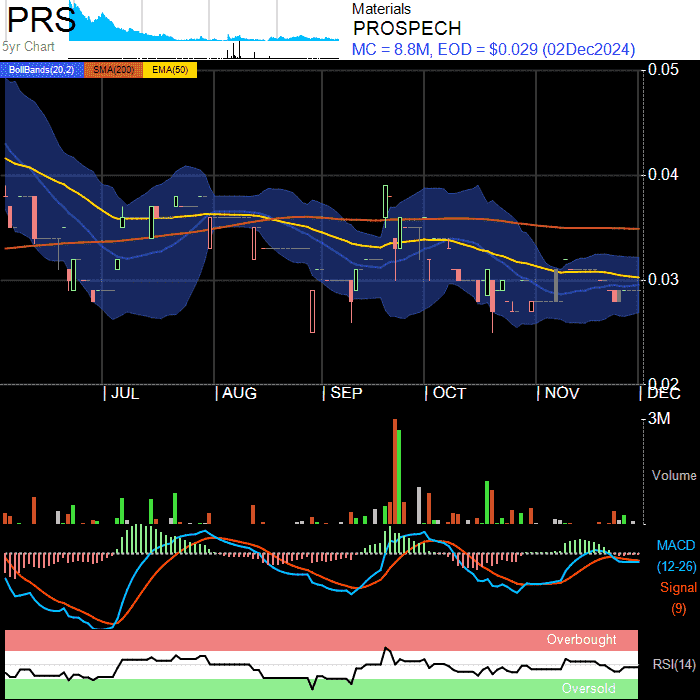 PRS
5yr Chart
Materials
PROSPECH
MC = 8.8M, EOD = $0.029 (02Dec2024)
BollBands(20,2) SMA(200) EMA(50)
0.05
0.04
0.03
0.02
JUL AUG SEP OCT NOV DEC
3M
Volume
MACD
(12-26)
Signal
(9)
Overbought
RSI(14)
Oversold